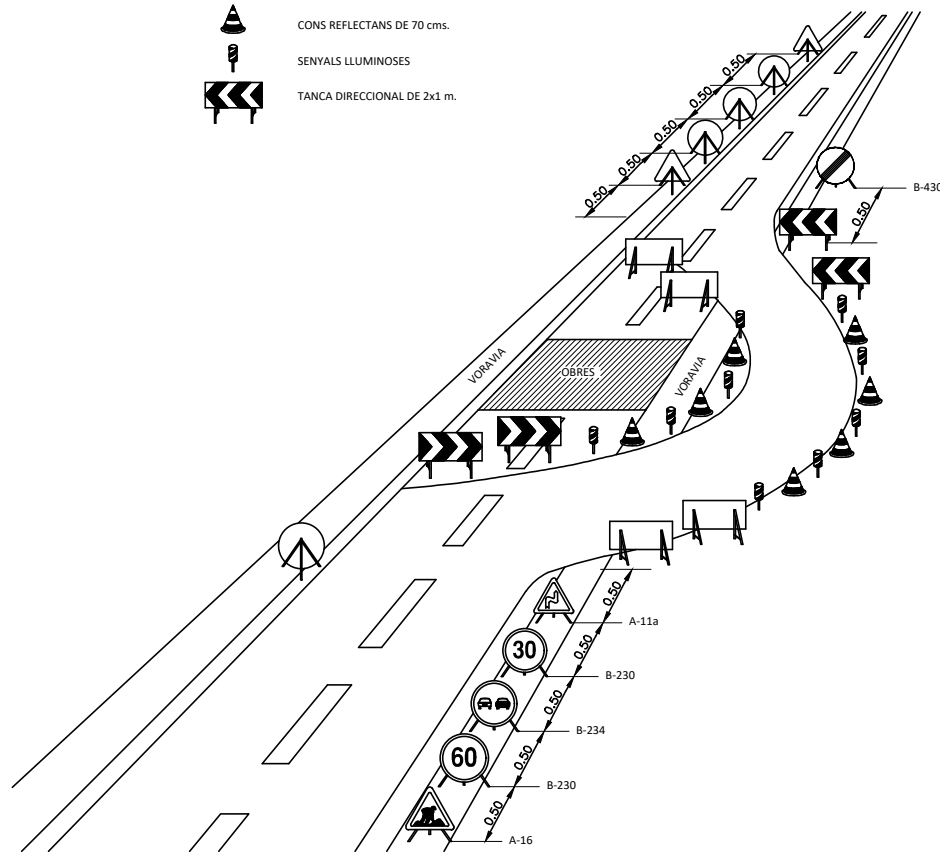 CONS REFLECTANS DE 70 cms.
SENYALS LLUMINOSES
TANCA DIRECCIONAL DE 2x1 m.
0.50
0.50
0.50
0.50
0.50
B-430
0.50
VORAVIA
OBRES
VORAVIA
0.50
A-11a
30
0.50
B-230
0.50
B-234
60
0.50
B-230
0.50
A-16